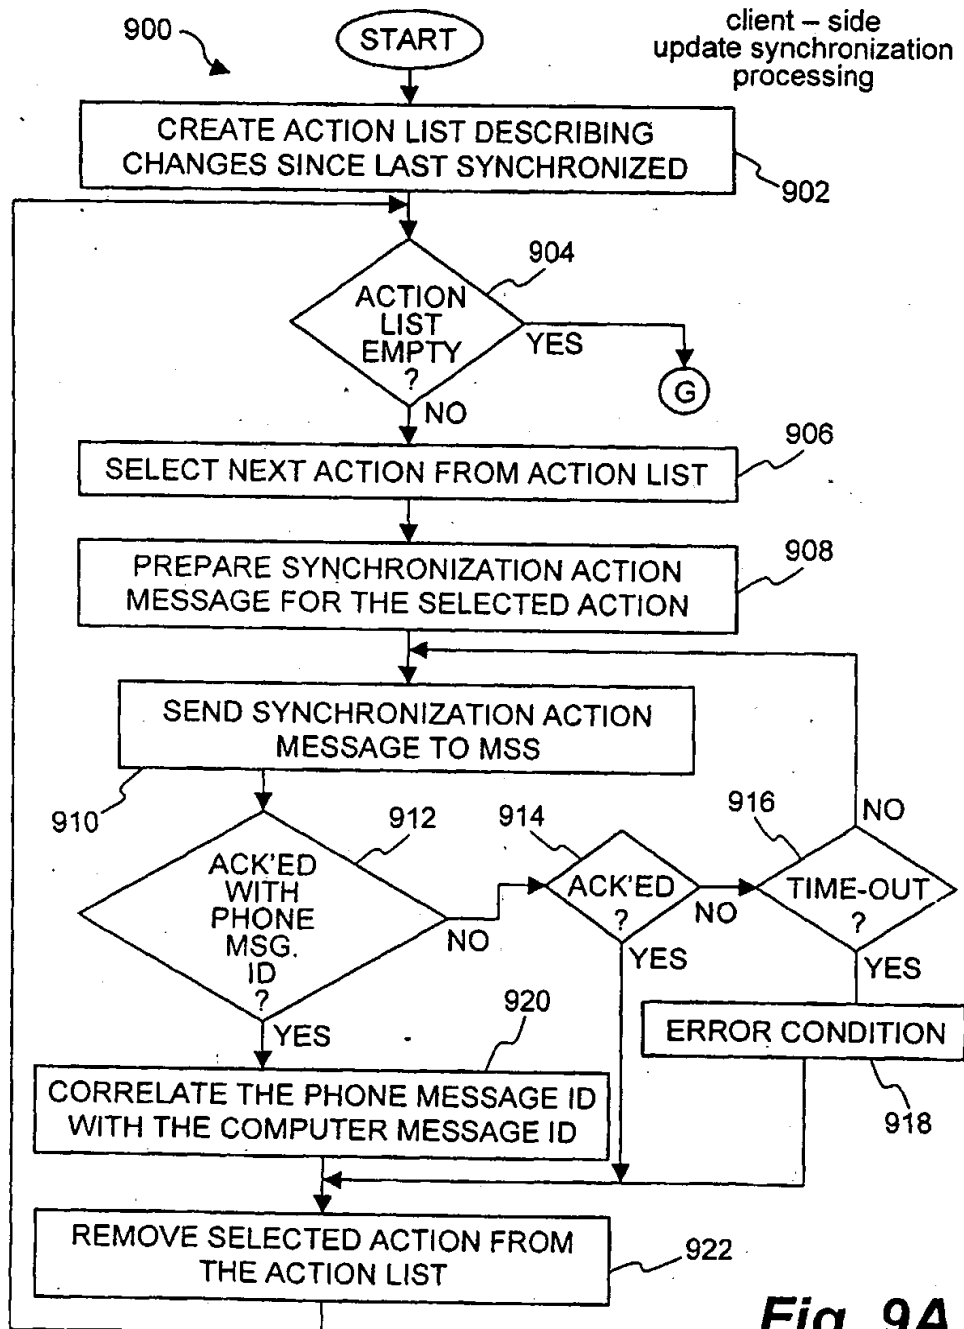 900
START
client – side
update synchronization
processing
CREATE ACTION LIST DESCRIBING
CHANGES SINCE LAST SYNCHRONIZED
902
904
ACTION
LIST
EMPTY
?
YES
G
NO
906
SELECT NEXT ACTION FROM ACTION LIST
908
PREPARE SYNCHRONIZATION ACTION
MESSAGE FOR THE SELECTED ACTION
SEND SYNCHRONIZATION ACTION
MESSAGE TO MSS
910
912
914
916
NO
ACK'ED
WITH
PHONE
MSG.
ID
?
NO
YES
ACK'ED
?
NO
YES
TIME-OUT
?
YES
920
ERROR CONDITION
918
CORRELATE THE PHONE MESSAGE ID
WITH THE COMPUTER MESSAGE ID
REMOVE SELECTED ACTION FROM
THE ACTION LIST
922
Fig. 9A